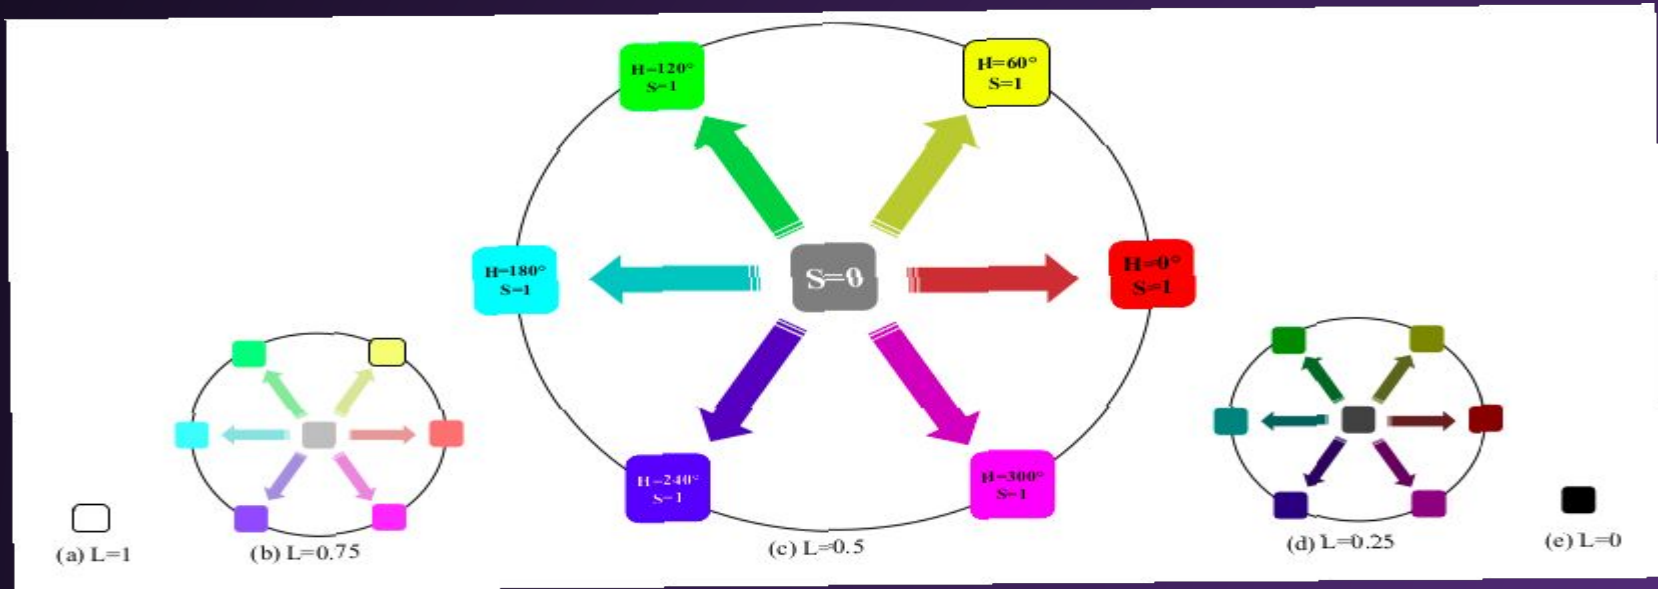 H=120°
S=1
H=60°
S=1
H=180°
S=1
S=0
H=0°
S=1
H=240°
S=1
H=300°
S=1
(a) L=1
(b) L=0.75
(c) L=0.5
(d) L=0.25
(e) L=0